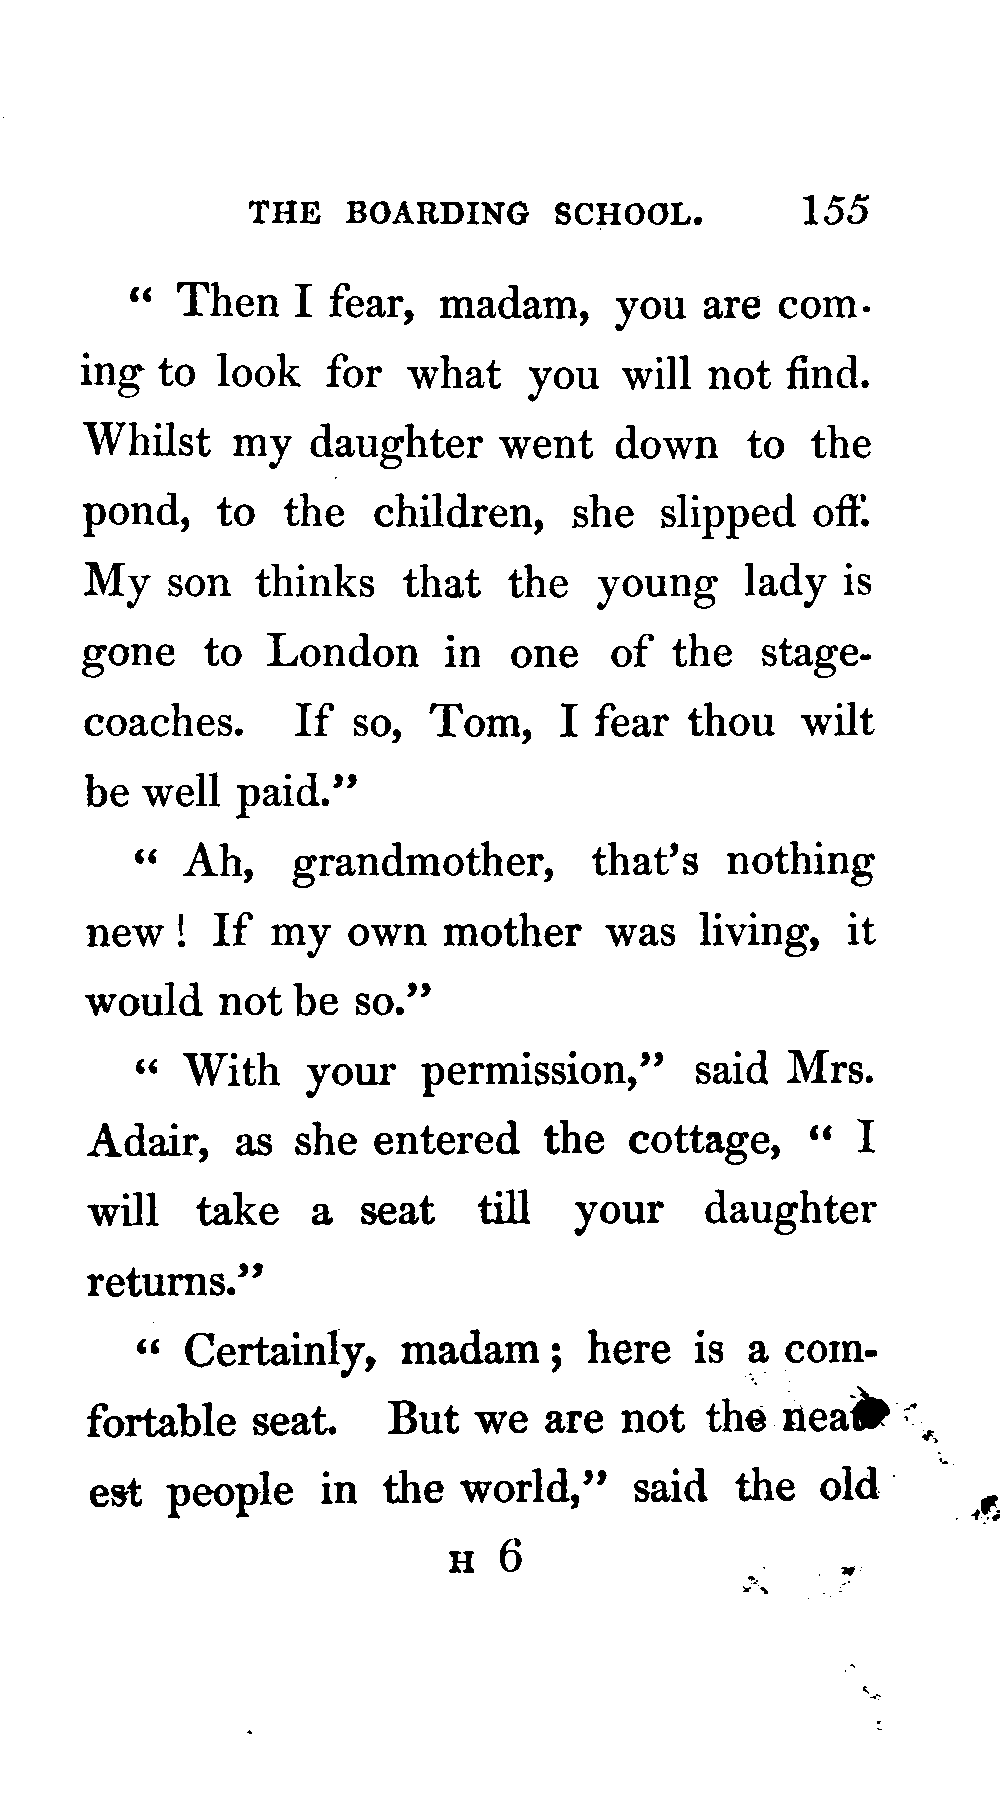 THE BOARDING SCHOOL. 155
“ Then I fear, madam, you are com-
ing to look for what you will not find.
Whilst my daughter went down to the
pond, to the children, she slipped off.
My son thinks that the young lady is
gone to London in one of the stage-
coaches. If so, Tom, I fear thou wilt
be well paid.”
“ Ah, grandmother, that’s nothing
new ! If my own mother was living, it
would not be so.”
“ With your permission,” said Mrs.
Adair, as she entered the cottage, “ I
will take a seat till your daughter
returns.”
“ Certainly, madam ; here is a com-
fortable seat. But we are not the neat-
est people in the world,” said the old
H 6